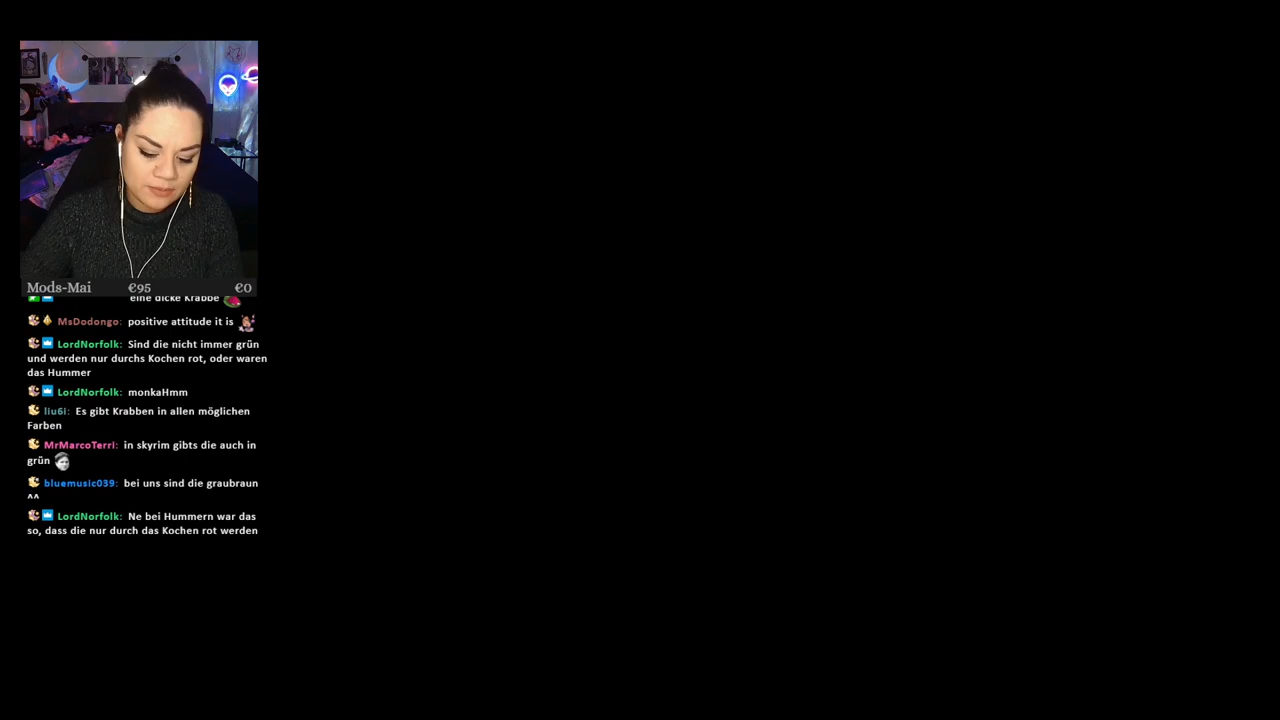 Mods-Mai €95 €0
eine dicke Krabbe
MsDodongo: positive attitude it is
LordNorfolk: Sind die nicht immer grün
und werden nur durchs Kochen rot, oder waren
das Hummer
LordNorfolk: monkaHmm
liu6i: Es gibt Krabben in allen möglichen
Farben
MrMarcoTerri: in skyrim gibts die auch in
grün
bluemusic039: bei uns sind die graubraun
^^
LordNorfolk: Ne bei Hummern war das
so, dass die nur durch das Kochen rot werden